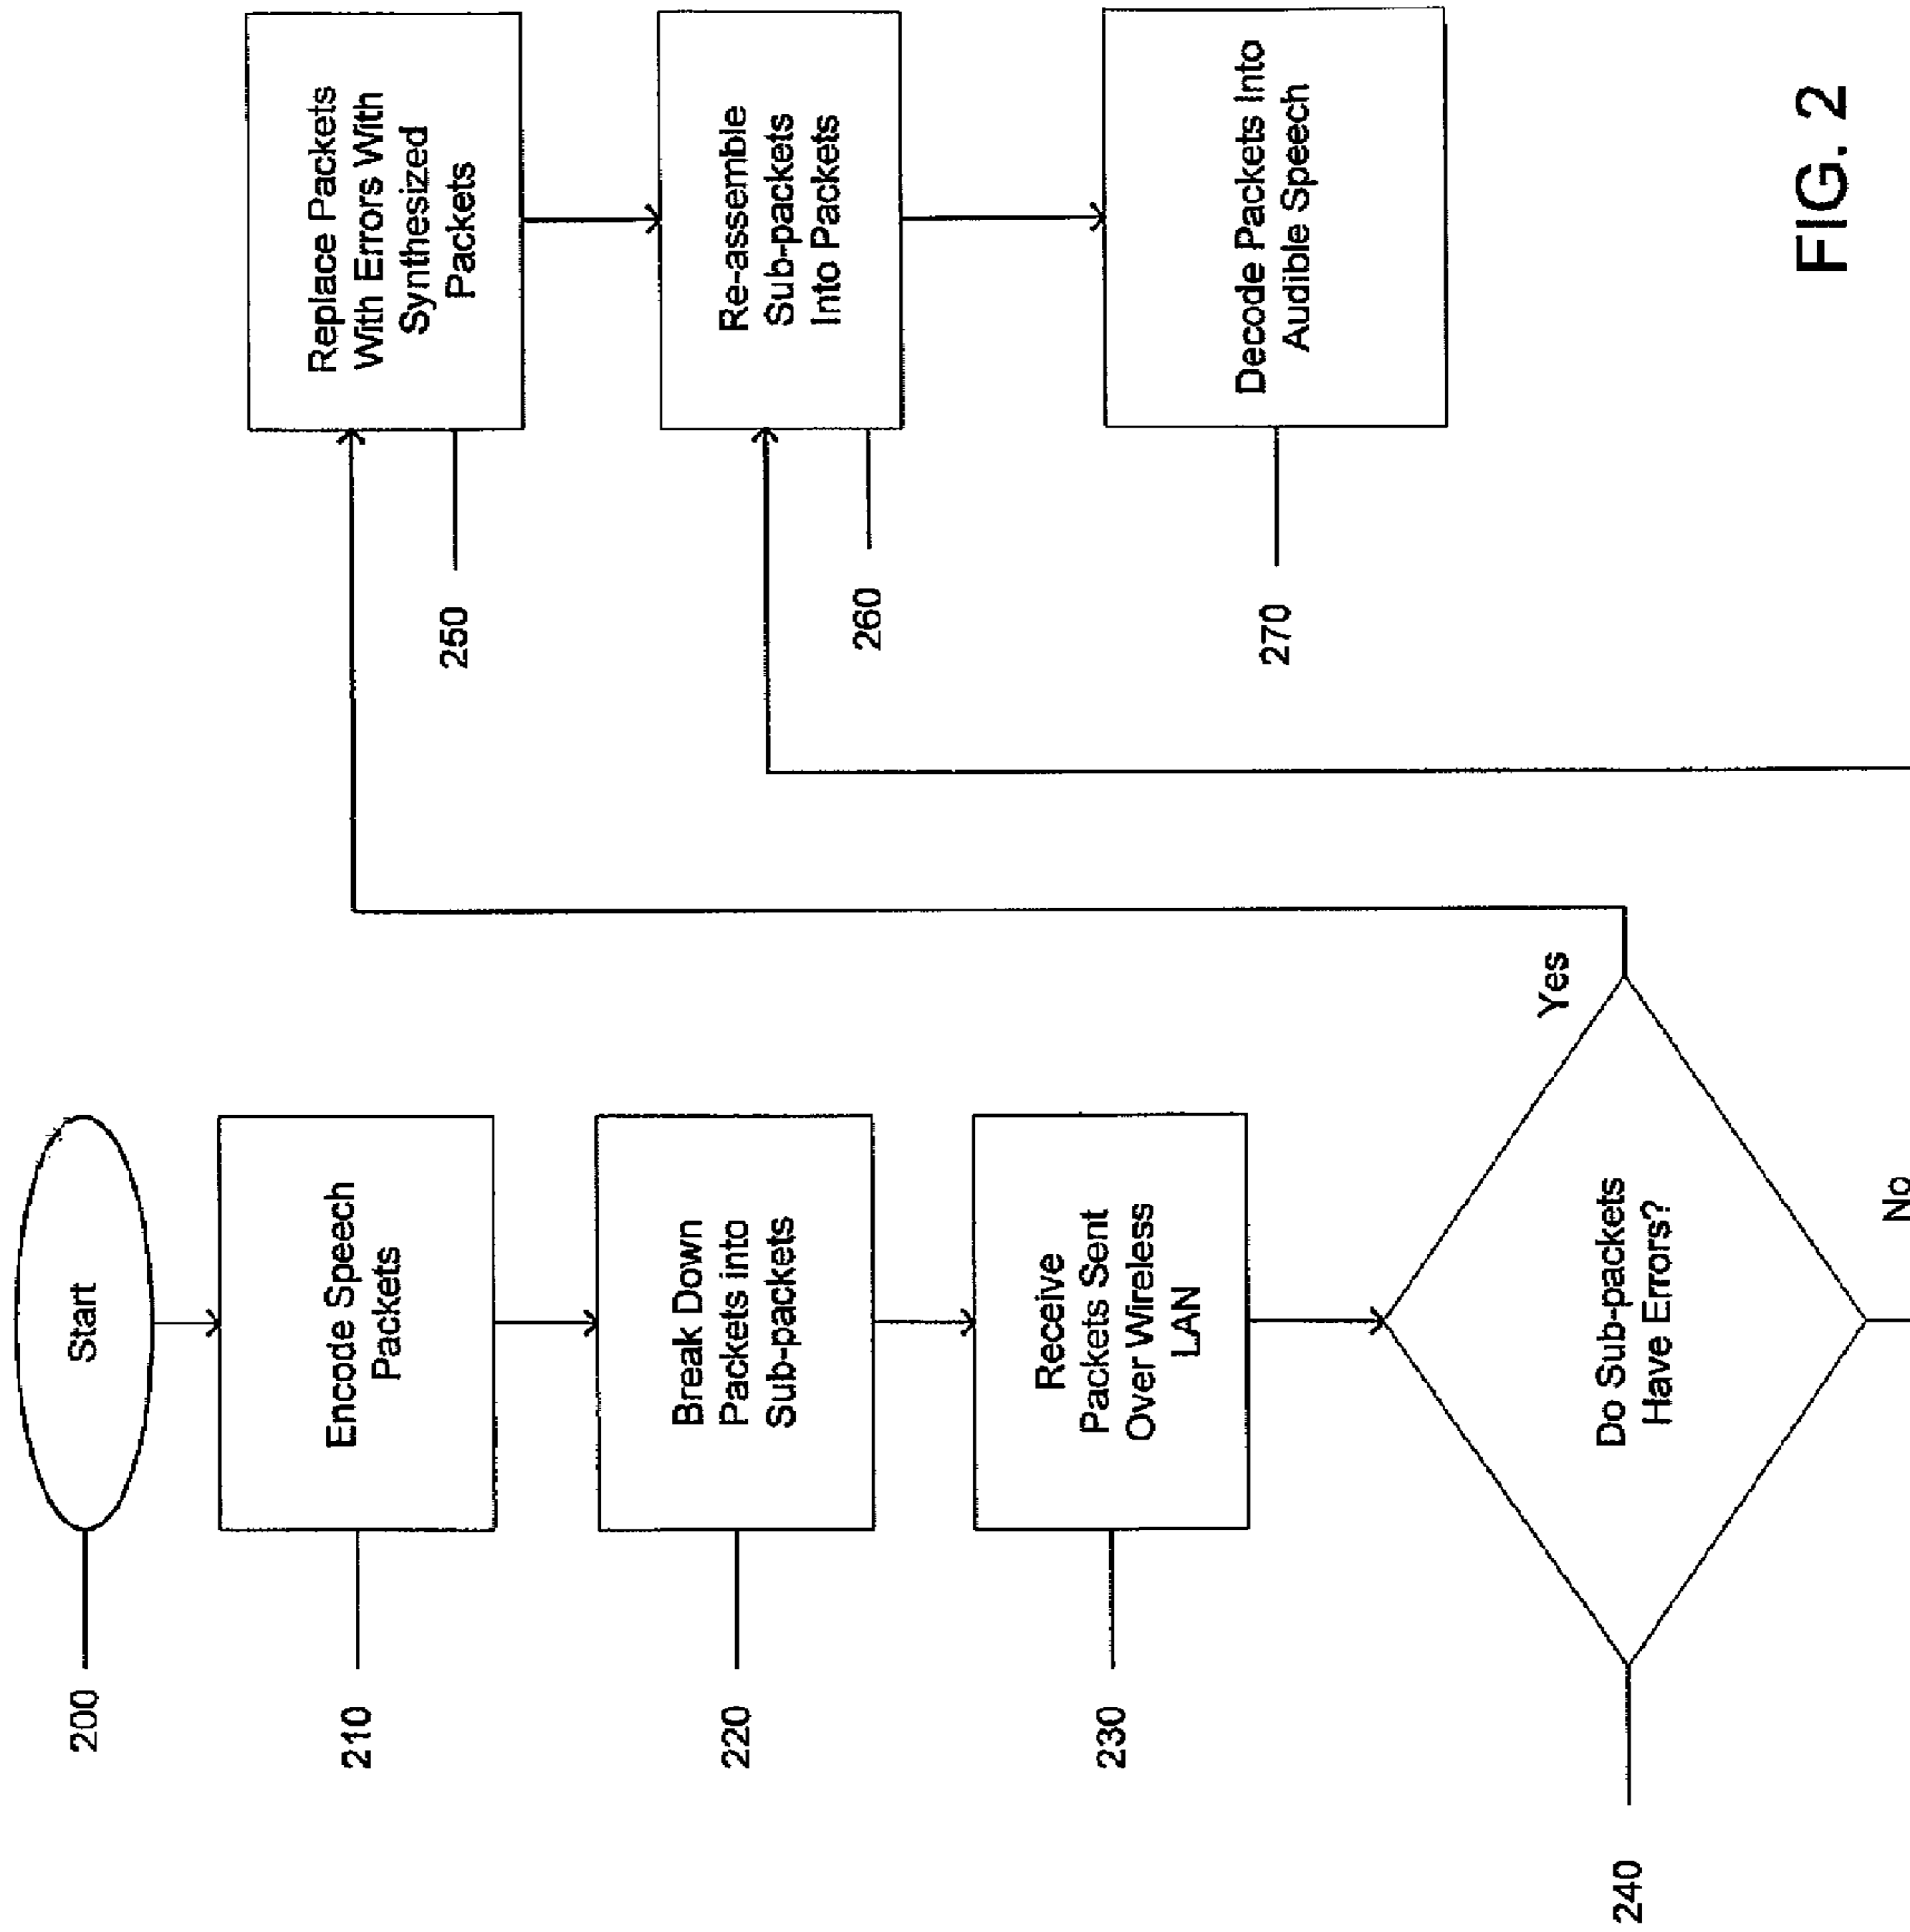 Start
200
Encode Speech
Packets
210
Break Down
Packets into
Sub-packets
220
Receive
Packets Sent
Over Wireless
LAN
230
Do Sub-packets
Have Errors?
240
Yes
No
Replace Packets
With Errors With
Synthesized
Packets
250
Re-assemble
Sub-packets
Into Packets
260
Decode Packets Into
Audible Speech
270
FIG. 2